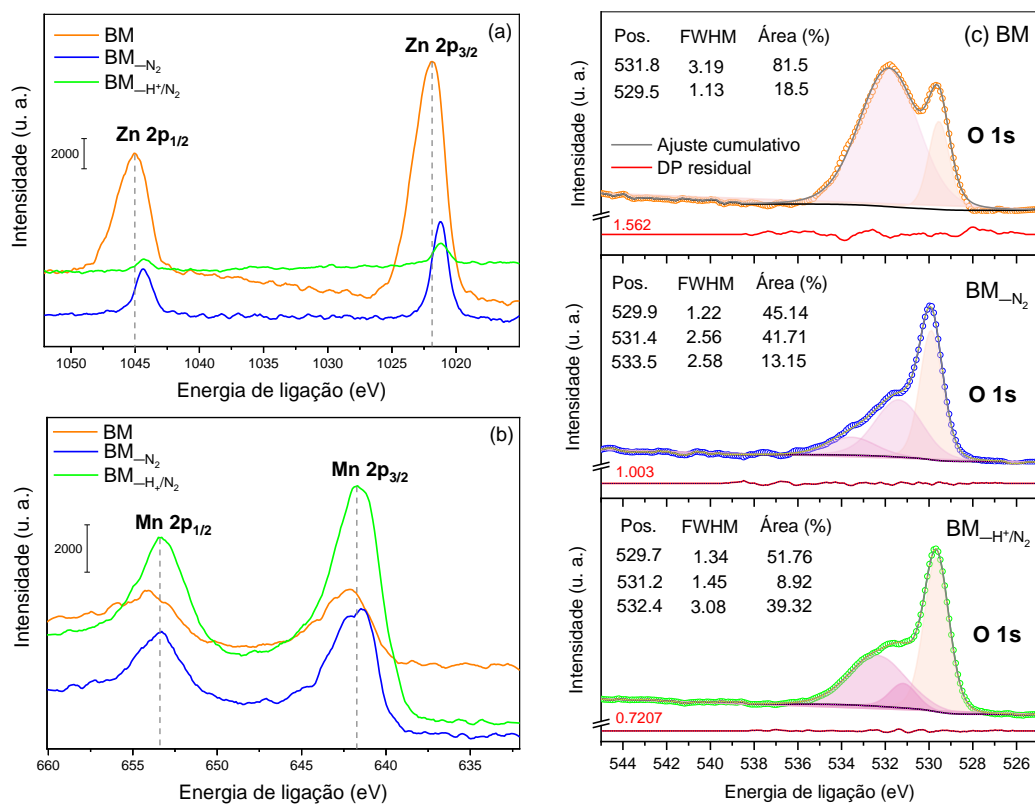 (a)
BM
BM_N₂
BM_H⁺/N₂
Zn 2p₃/₂
Zn 2p₁/₂
2000
Intensidade (u. a.)
1050 1045 1040 1035 1030 1025 1020
Energia de ligação (eV)
(b)
BM
BM_N₂
BM_H₊/N₂
Mn 2p₃/₂
Mn 2p₁/₂
2000
Intensidade (u. a.)
660 655 650 645 640 635
Energia de ligação (eV)
(c) BM
Pos. FWHM Área (%)
531.8 3.19 81.5
529.5 1.13 18.5
O 1s
Ajuste cumulativo
DP residual
1.562
Intensidade (u. a.)
BM_N₂
Pos. FWHM Área (%)
529.9 1.22 45.14
531.4 2.56 41.71
533.5 2.58 13.15
O 1s
1.003
Intensidade (u. a.)
BM_H⁺/N₂
Pos. FWHM Área (%)
529.7 1.34 51.76
531.2 1.45 8.92
532.4 3.08 39.32
O 1s
0.7207
Intensidade (u. a.)
544 542 540 538 536 534 532 530 528 526
Energia de ligação (eV)